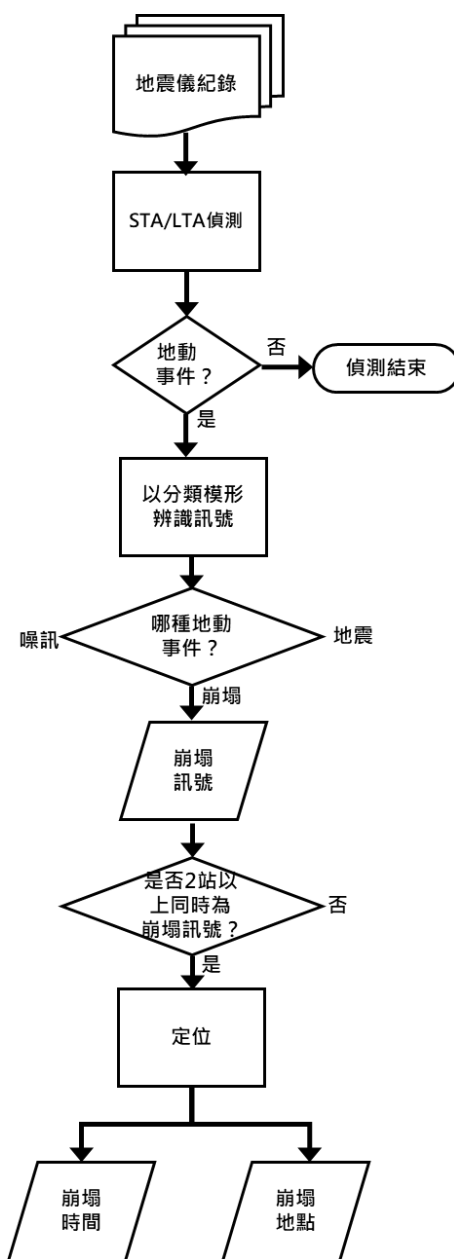 地震儀紀錄
STA/LTA偵測
地動
事件？
否
偵測結束
是
以分類模形
辨識訊號
噪訊
哪種地動
事件？
地震
崩塌
崩塌
訊號
是否2站以
上同時為
崩塌訊號？
否
是
定位
崩塌
時間
崩塌
地點